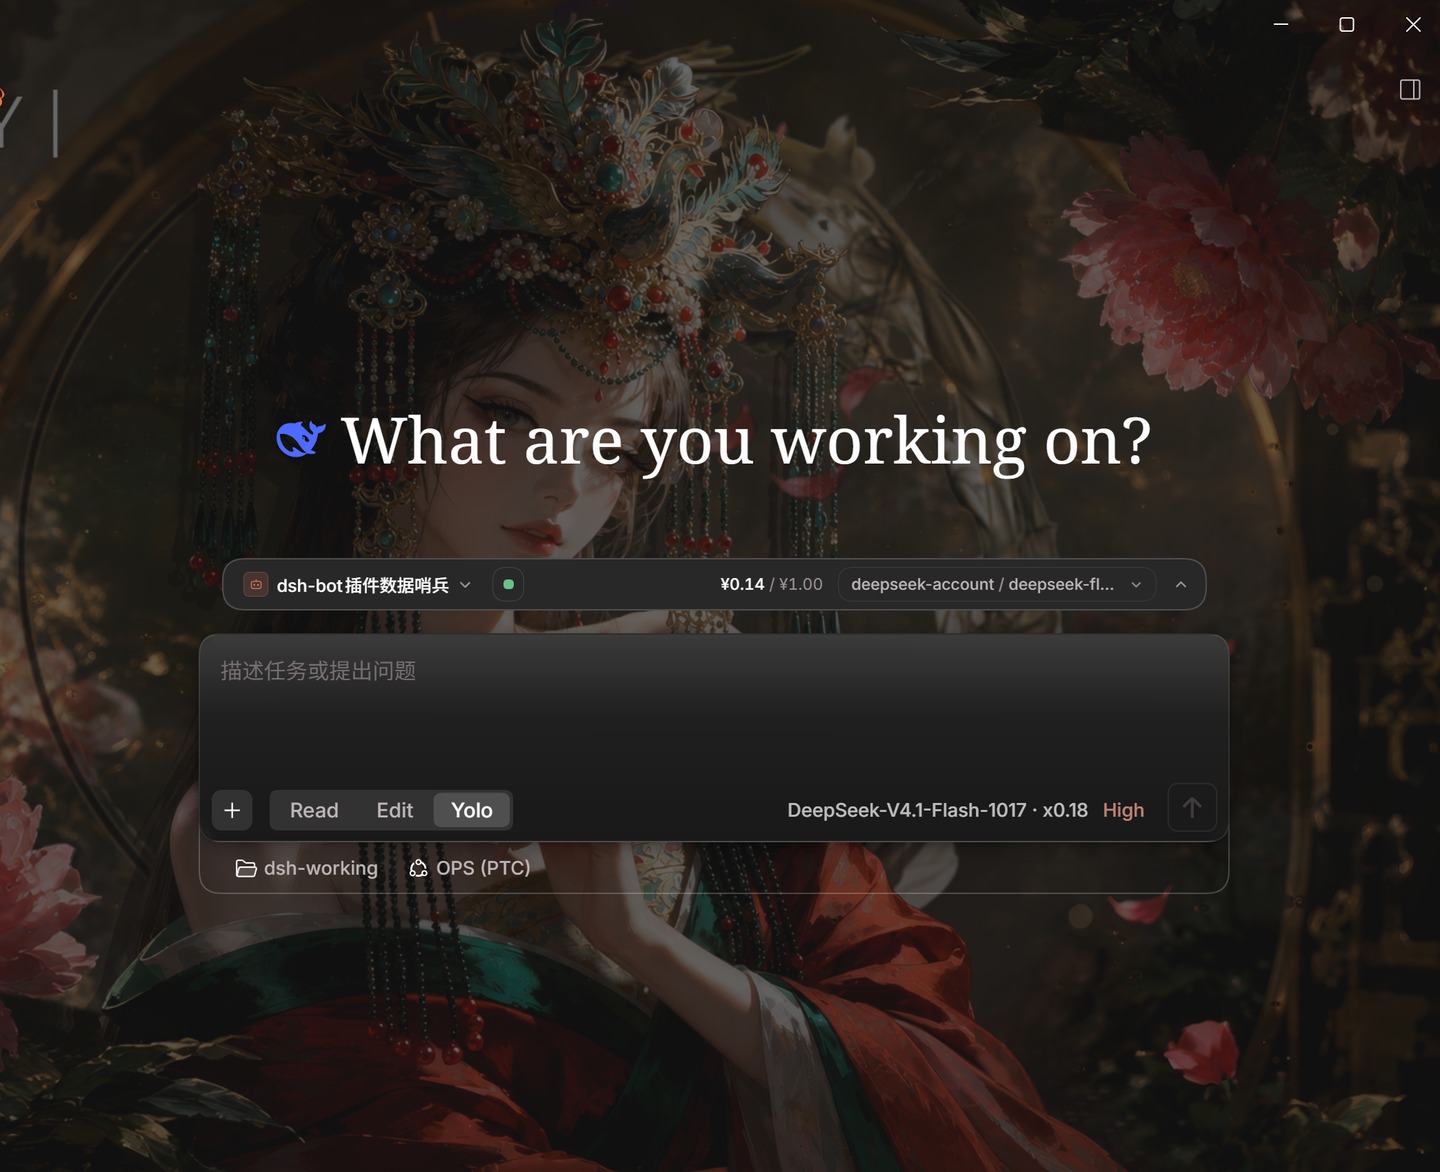 Y |
What are you working on?
dsh-bot插件数据哨兵 ¥0.14 / ¥1.00 deepseek-account / deepseek-fl...
描述任务或提出问题
Read Edit Yolo DeepSeek-V4.1-Flash-1017 · x0.18 High
dsh-working OPS (PTC)